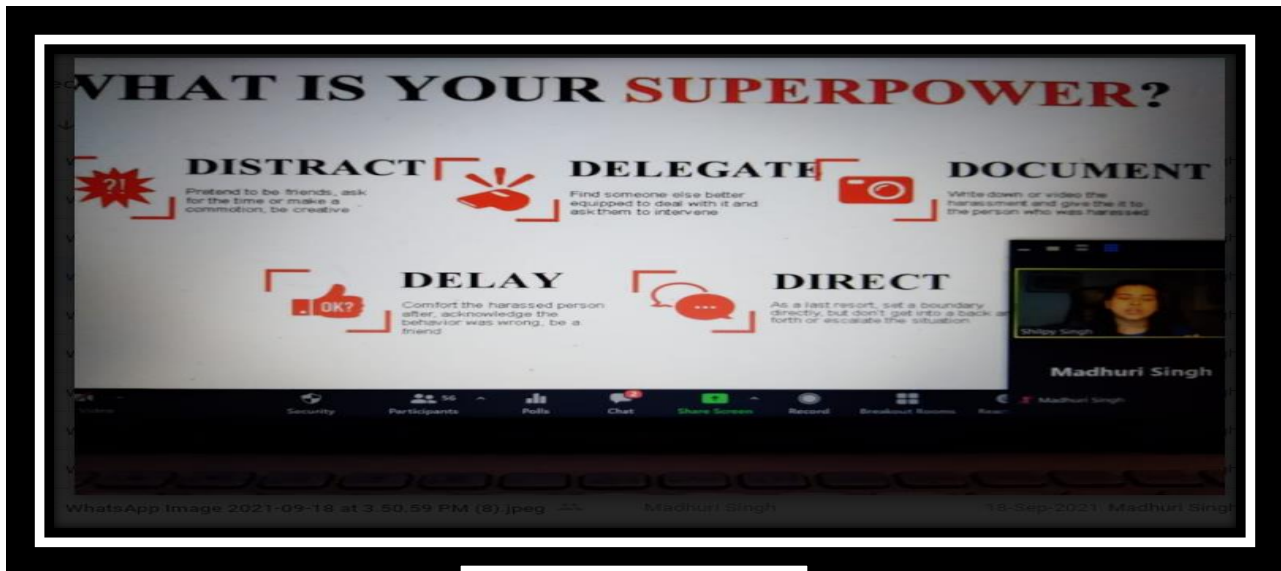 WHAT IS YOUR SUPERPOWER?
?!
DISTRACT
Pretend to be friends, ask
for the time or make a
commotion, be creative
DELEGATE
Find someone else better
equipped to deal with it and
ask them to intervene
DOCUMENT
Write down or video the
harassment and give the it to
the person who was harassed
OK?
DELAY
Comfort the harassed person
after, acknowledge the
behavior was wrong, be a
friend
DIRECT
As a last resort, set a boundary
directly, but don't get into a back
forth or escalate the situation
Shilpy Singh
Madhuri Singh
Madhuri Singh
Security
Participants 56
Polls
Chat
Share Screen
Record
Breakout Rooms
WhatsApp Image 2021-09-18 at 3.50.59 PM (8).jpeg
Madhuri Singh
18-Sep-2021 Madhuri Singh